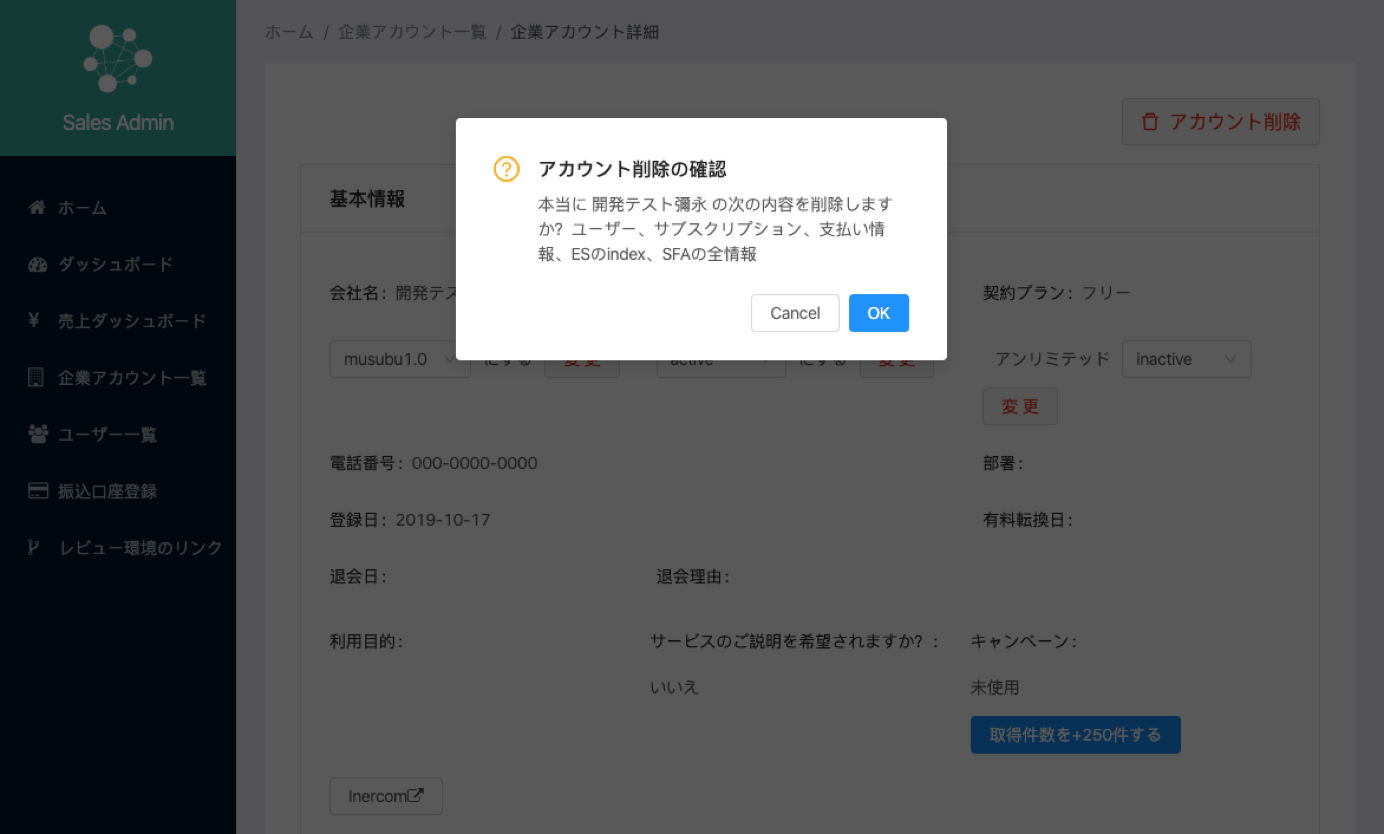 Sales Admin
ホーム
ダッシュボード
売上ダッシュボード
企業アカウント一覧
ユーザー一覧
振込口座登録
レビュー環境のリンク
ホーム / 企業アカウント一覧 / 企業アカウント詳細
アカウント削除
アカウント削除の確認
本当に 開発テスト彌永 の次の内容を削除します
か？ユーザー、サブスクリプション、支払い情
報、ESのindex、SFAの全情報
Cancel OK
基本情報
会社名: 開発テス
契約プラン: フリー
musubu1.0 にする 変 更 active にする 変 更 アンリミテッド inactive
変 更
電話番号: 000-0000-0000 部署:
登録日: 2019-10-17 有料転換日:
退会日: 退会理由:
利用目的: サービスのご説明を希望されますか？: キャンペーン:
いいえ 未使用
取得件数を+250件する
Inercom